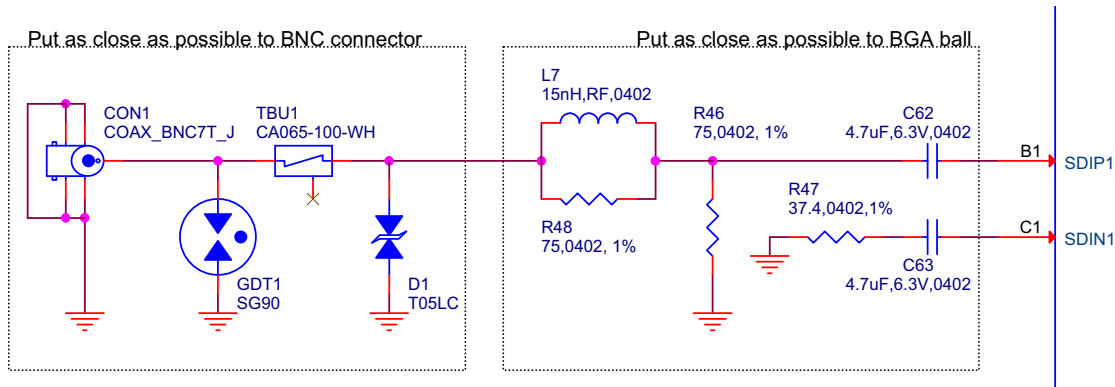 Put as close as possible to BNC connector
Put as close as possible to BGA ball
L7
15nH,RF,0402
CON1
COAX_BNC7T_J
TBU1
CA065-100-WH
R46
75,0402, 1%
C62
4.7uF,6.3V,0402
B1
SDIP1
R47
37.4,0402,1%
R48
75,0402, 1%
C1
SDIN1
C63
4.7uF,6.3V,0402
GDT1
SG90
D1
T05LC